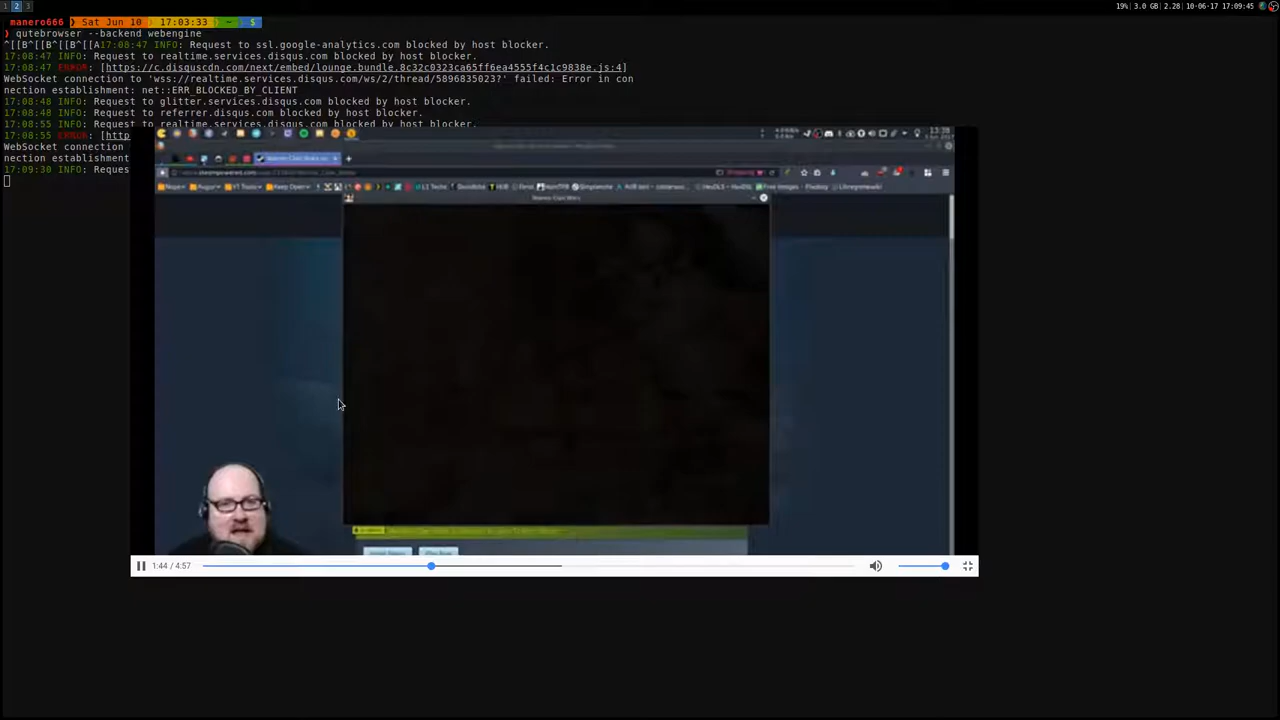 1 2 3
19% | 3.0 GB | 2.28 | 10-06-17 17:09:45
manero666 Sat Jun 10 17:03:33 ~ $
❯ qutebrowser --backend webengine
^[[B^[[B^[[B^[[A17:08:47 INFO: Request to ssl.google-analytics.com blocked by host blocker.
17:08:47 INFO: Request to realtime.services.disqus.com blocked by host blocker.
17:08:47 ERROR: [https://c.disquscdn.com/next/embed/lounge_bundle.8c32c0323ca65ff6ea4555f4c1c9838e.js:4]
WebSocket connection to 'wss://realtime.services.disqus.com/ws/2/thread/5896835023?' failed: Error in con
nection establishment: net::ERR_BLOCKED_BY_CLIENT
17:08:48 INFO: Request to glitter.services.disqus.com blocked by host blocker.
17:08:48 INFO: Request to referrer.disqus.com blocked by host blocker.
17:08:55 INFO: Request to realtime.services.disqus.com blocked by host blocker.
17:08:55 ERROR: [http
WebSocket connection
nection establishment
17:09:30 INFO: Reques
13:38
1:44 / 4:57